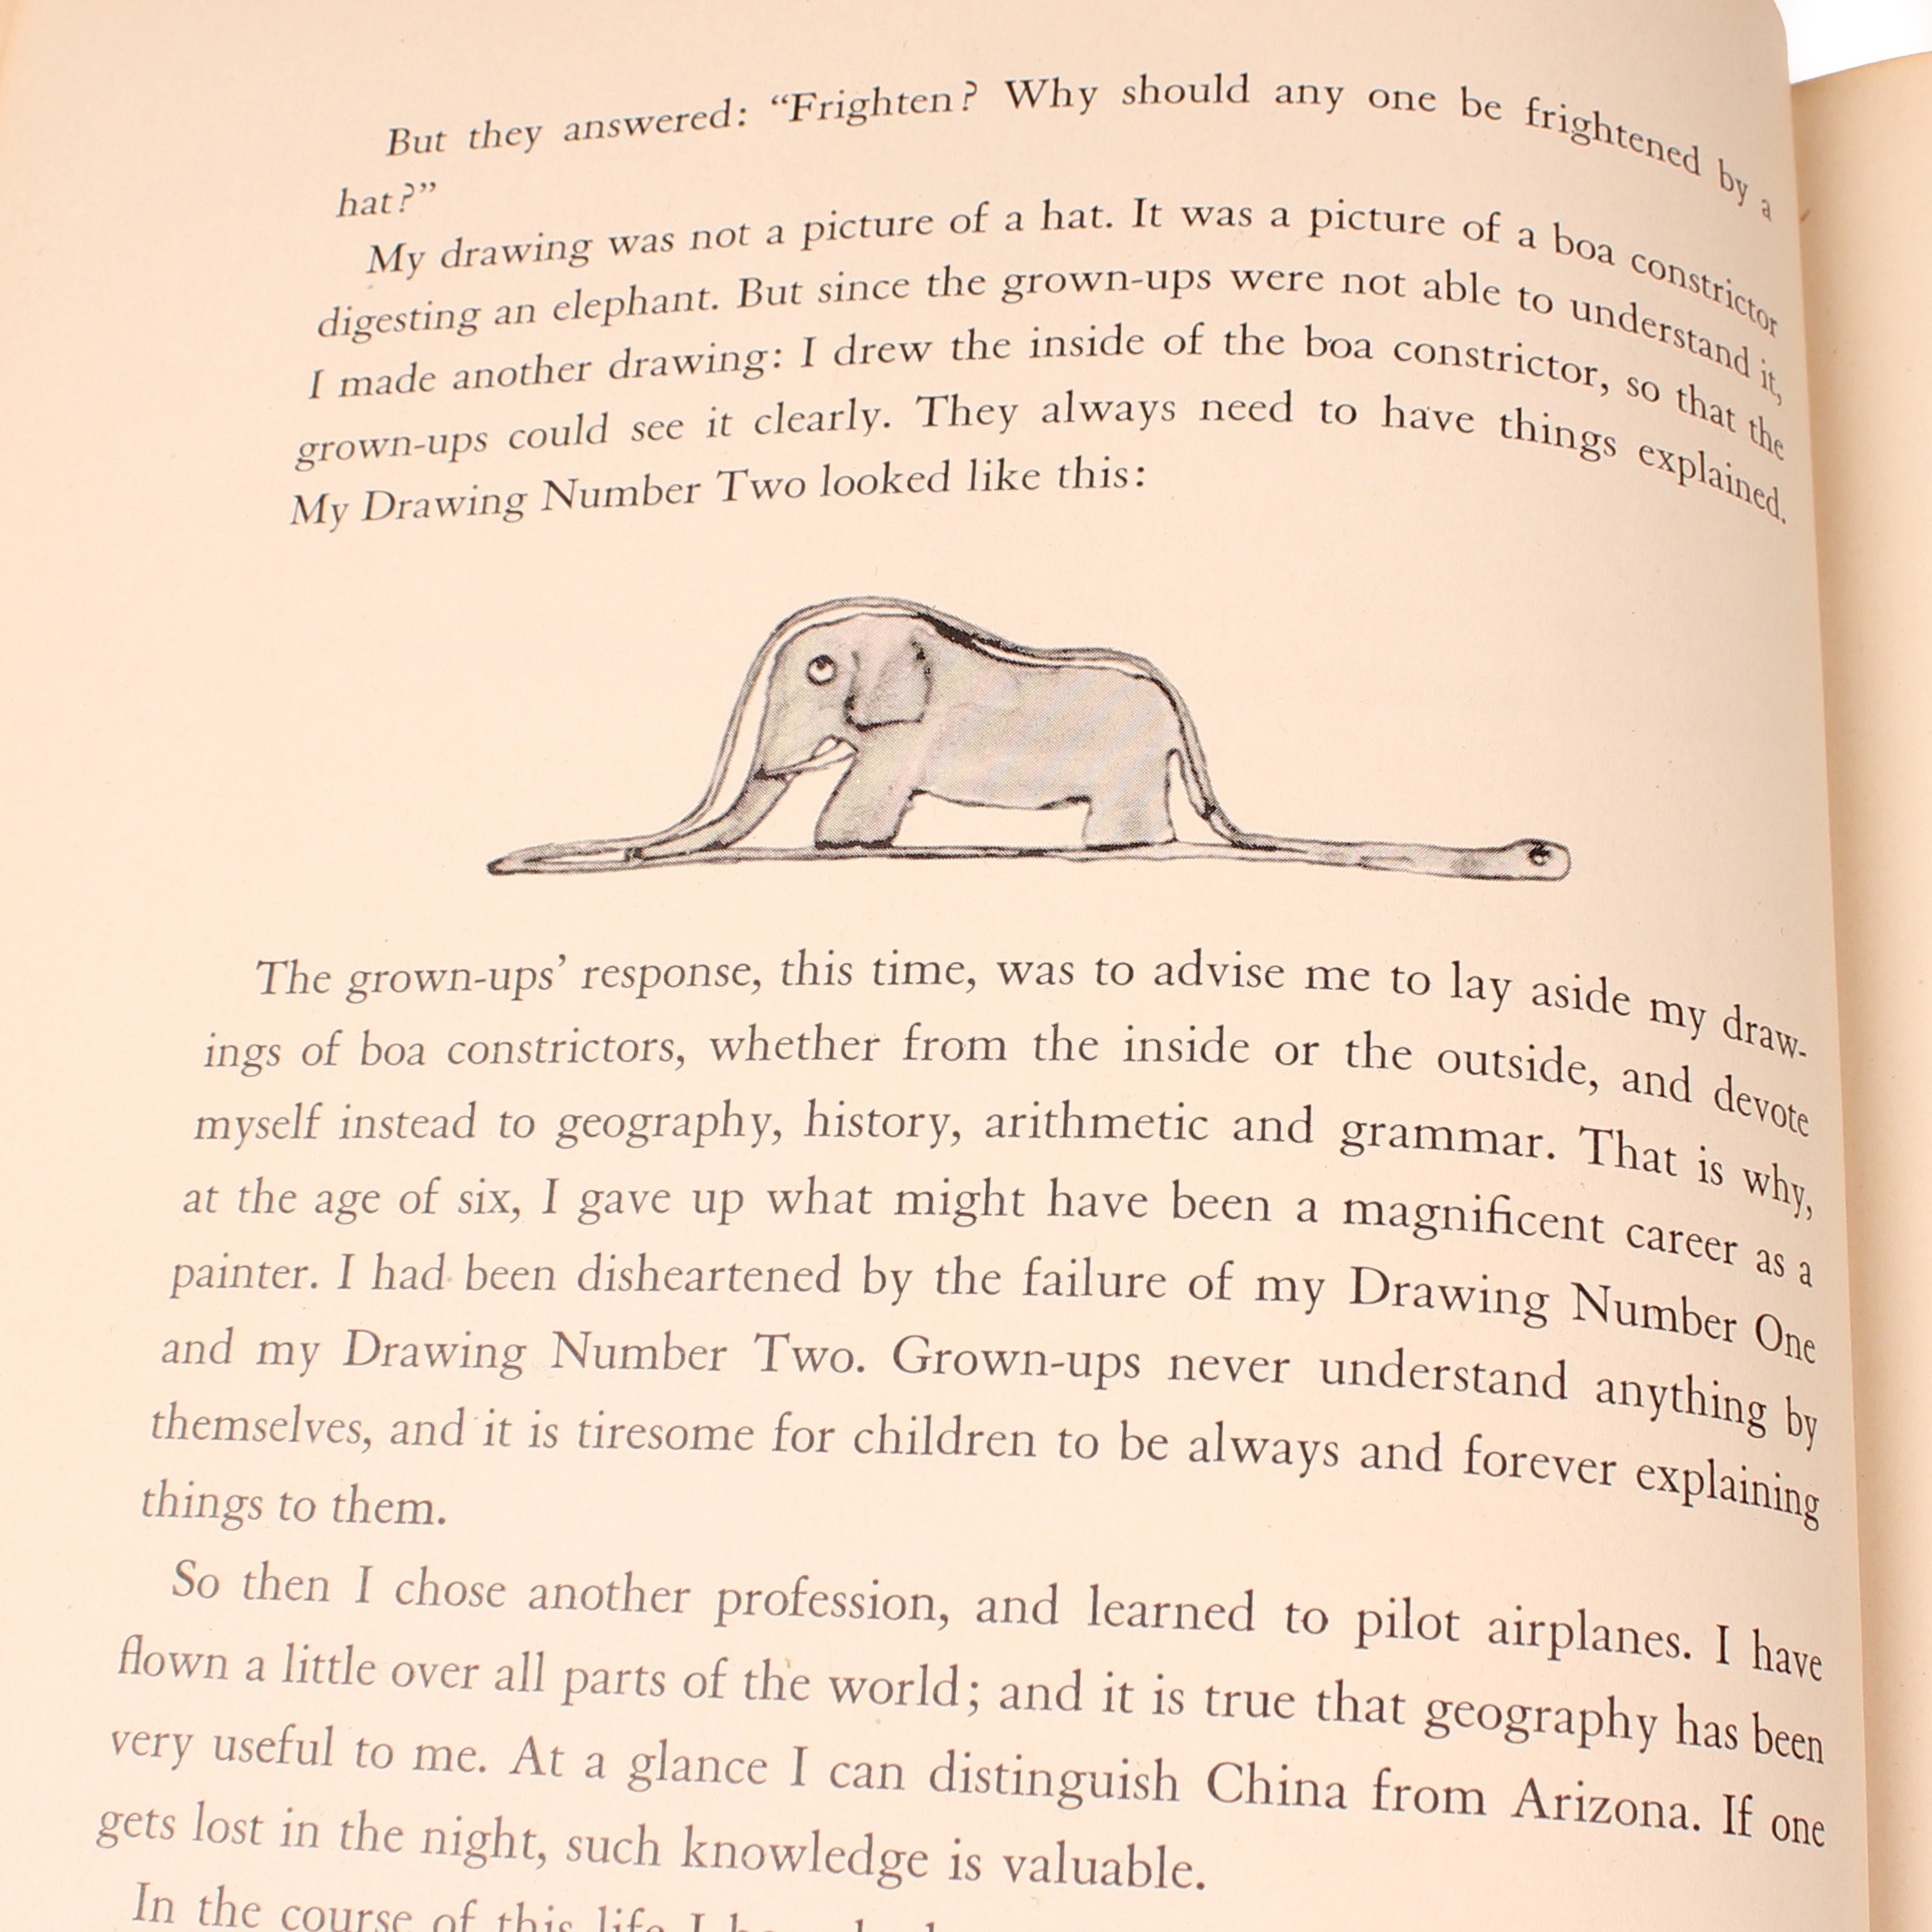 But they answered: “Frighten? Why should any one be frightened by a
hat?”
My drawing was not a picture of a hat. It was a picture of a boa constrictor
digesting an elephant. But since the grown-ups were not able to understand it,
I made another drawing: I drew the inside of the boa constrictor, so that the
grown-ups could see it clearly. They always need to have things explained.
My Drawing Number Two looked like this:
The grown-ups’ response, this time, was to advise me to lay aside my draw-
ings of boa constrictors, whether from the inside or the outside, and devote
myself instead to geography, history, arithmetic and grammar. That is why,
at the age of six, I gave up what might have been a magnificent career as a
painter. I had been disheartened by the failure of my Drawing Number One
and my Drawing Number Two. Grown-ups never understand anything by
themselves, and it is tiresome for children to be always and forever explaining
things to them.
So then I chose another profession, and learned to pilot airplanes. I have
flown a little over all parts of the world; and it is true that geography has been
very useful to me. At a glance I can distinguish China from Arizona. If one
gets lost in the night, such knowledge is valuable.
In the course of this life I